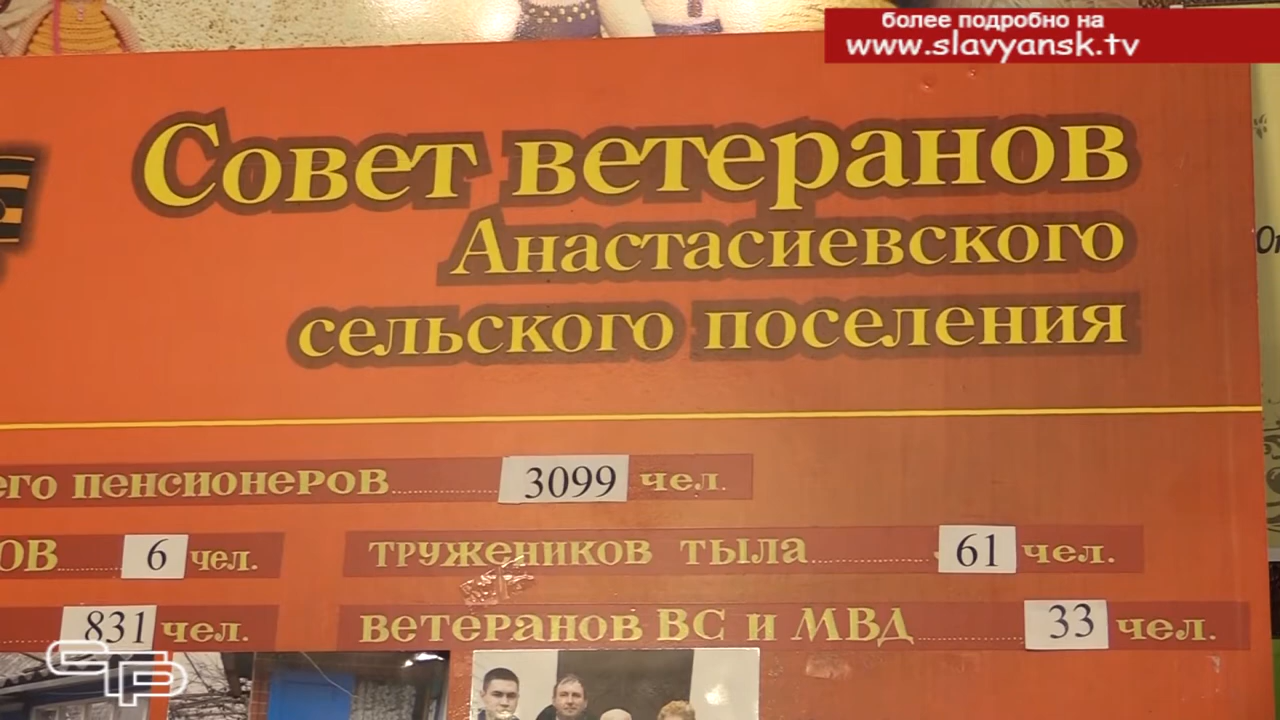 более подробно на
www.slavyansk.tv
Совет ветеранов
Анастасиевского
сельского поселения
пенсионеров 3099 чел.
6 чел. тружеников тыла 61 чел.
831 чел. ветеранов ВС и МВД 33 чел.